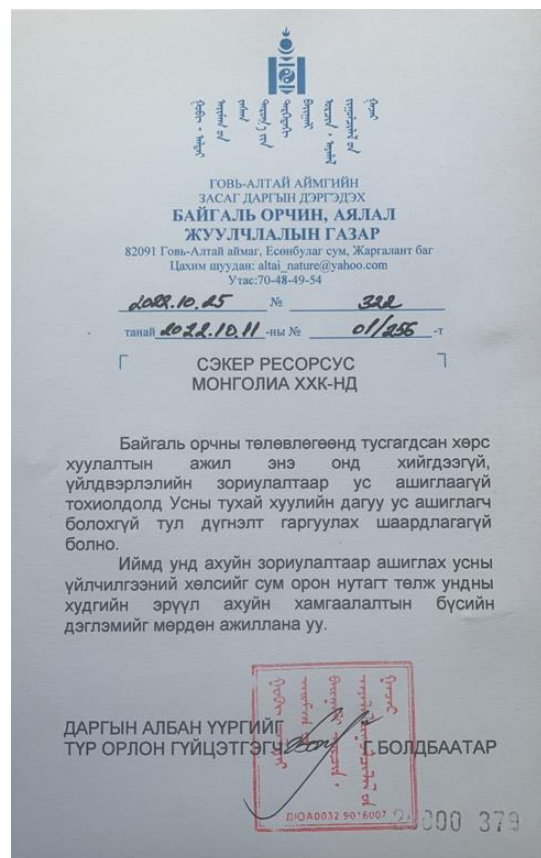 ГОВЬ-АЛТАЙ АЙМГИЙН
ЗАСАГ ДАРГЫН ДЭРГЭДЭХ
БАЙГАЛЬ ОРЧИН, АЯЛАЛ
ЖУУЛЧЛАЛЫН ГАЗАР
82091 Говь-Алтай аймаг, Есөнбулаг сум, Жаргалант баг
Цахим шуудан: altai_nature@yahoo.com
Утас:70-48-49-54
2022.10.25 № 322
танай 2022.10.11 -ны № 01/256 -т
СЭКЕР РЕСОРСУС
МОНГОЛИА ХХК-НД
Байгаль орчны төлөвлөгөөнд тусгагдсан хөрс
хуулалтын ажил энэ онд хийгдээгүй,
үйлдвэрлэлийн зориулалтаар ус ашиглаагүй
тохиолдолд Усны тухай хуулийн дагуу ус ашиглагч
болохгүй тул дүгнэлт гаргуулах шаардлагагүй
болно.
Иймд унд ахуйн зориулалтаар ашиглах усны
үйлчилгээний хөлсийг сум орон нутагт төлж ундны
худгийн эрүүл ахуйн хамгаалалтын бүсийн
дэглэмийг мөрдөн ажиллана уу.
ДАРГЫН АЛБАН ҮҮРГИЙГ
ТҮР ОРЛОН ГҮЙЦЭТГЭГЧ Г.БОЛДБААТАР
000 379